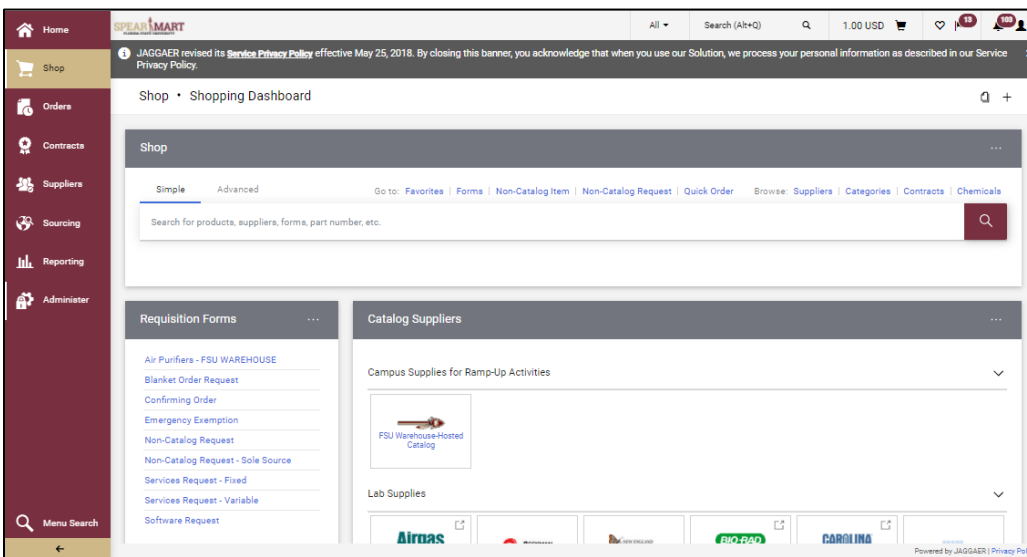 Home
SPEAR MART
FLORIDA STATE UNIVERSITY
All
Search (Alt+Q)
1.00 USD
13
103
JAGGAER revised its Service Privacy Policy effective May 25, 2018. By closing this banner, you acknowledge that when you use our Solution, we process your personal information as described in our Service
Privacy Policy.
Shop
Orders
Contracts
Suppliers
Sourcing
Reporting
Administer
Menu Search
Shop • Shopping Dashboard
Shop
Simple
Advanced
Go to: Favorites | Forms | Non-Catalog Item | Non-Catalog Request | Quick Order Browse: Suppliers | Categories | Contracts | Chemicals
Search for products, suppliers, forms, part number, etc.
Requisition Forms
Air Purifiers - FSU WAREHOUSE
Blanket Order Request
Confirming Order
Emergency Exemption
Non-Catalog Request
Non-Catalog Request - Sole Source
Services Request - Fixed
Services Request - Variable
Software Request
Catalog Suppliers
Campus Supplies for Ramp-Up Activities
FSU Warehouse-Hosted
Catalog
Lab Supplies
Airgas
BIO-RAD
CAROLINA
Powered by JAGGAER | Privacy Pol